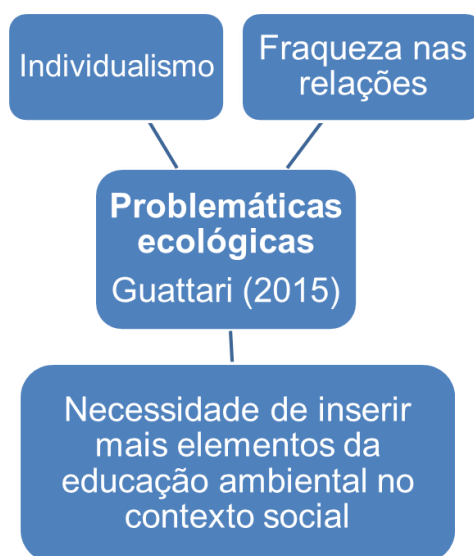 Individualismo
Fraqueza nas
relações
Problemáticas
ecológicas
Guattari (2015)
Necessidade de inserir
mais elementos da
educação ambiental no
contexto social